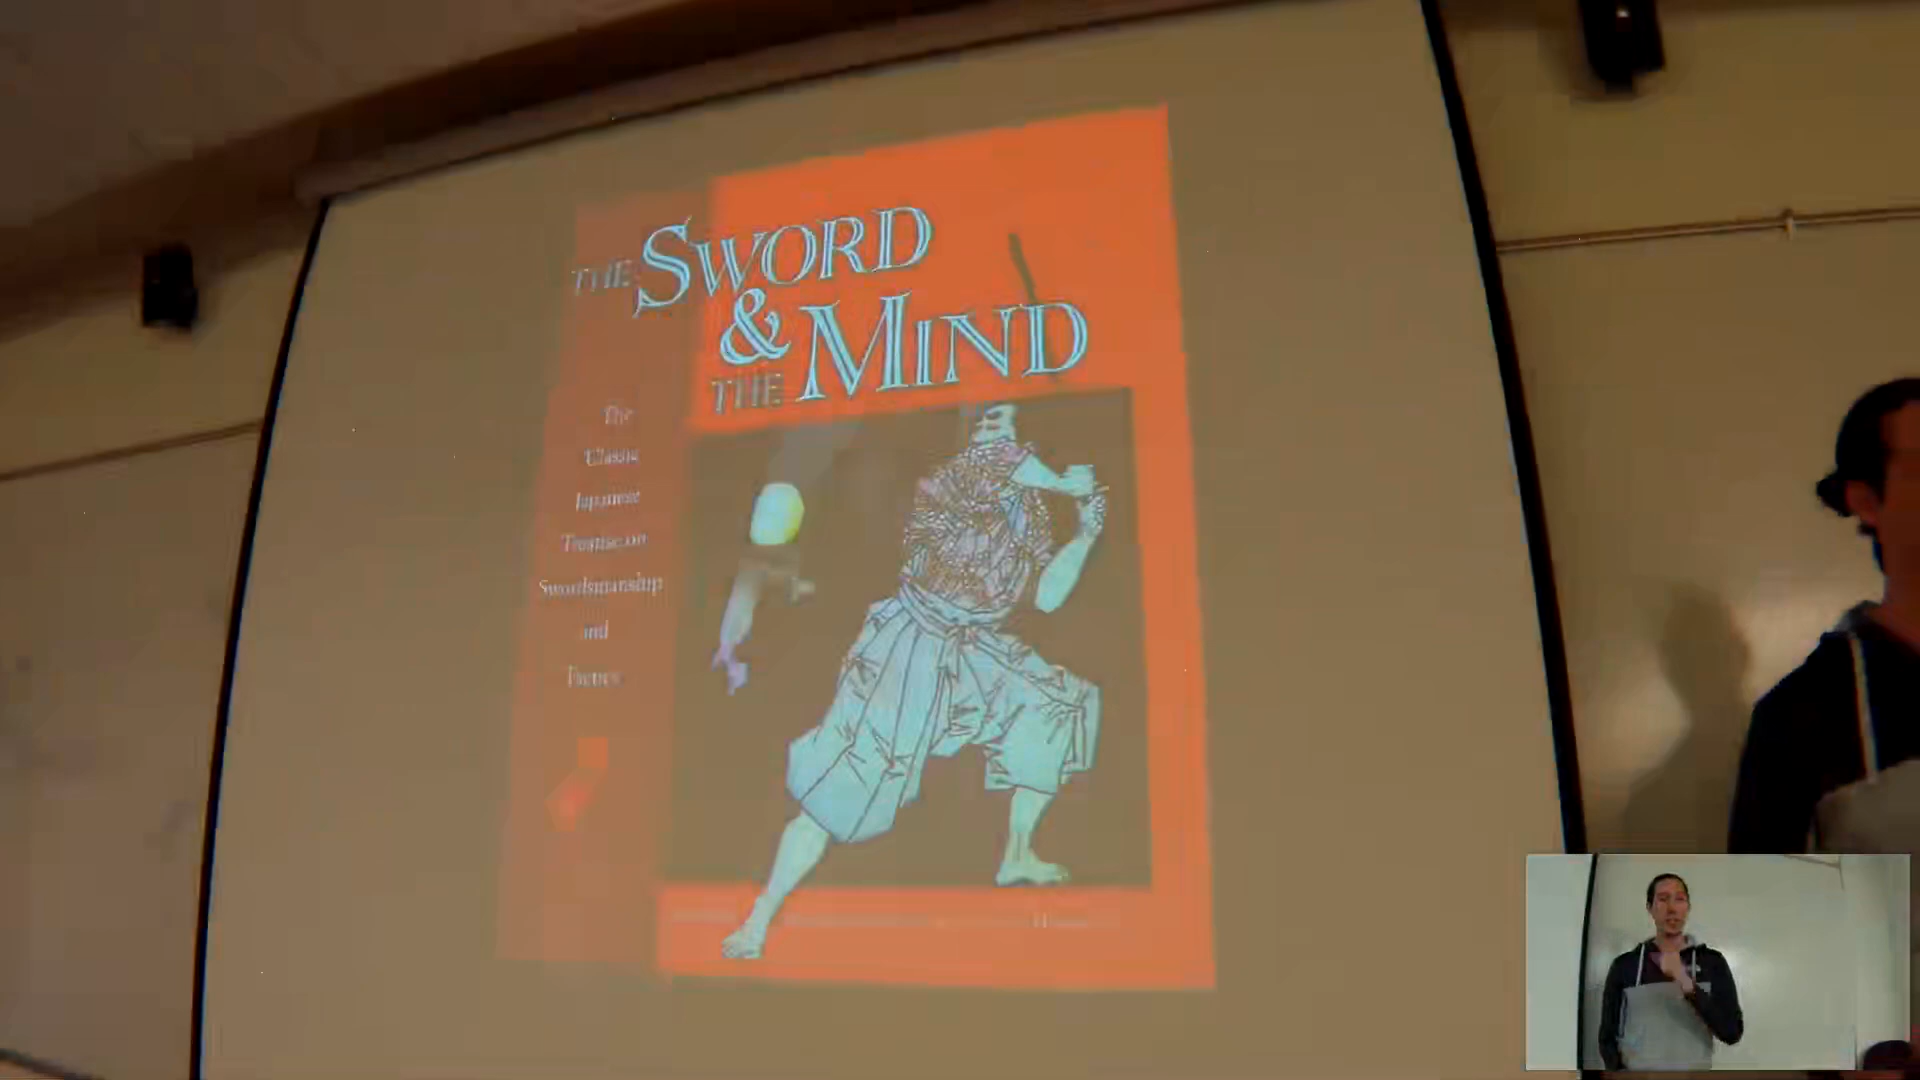 THE SWORD
& THE MIND
The
Classic
Japanese
Treatise on
Swordsmanship
and
Tactics